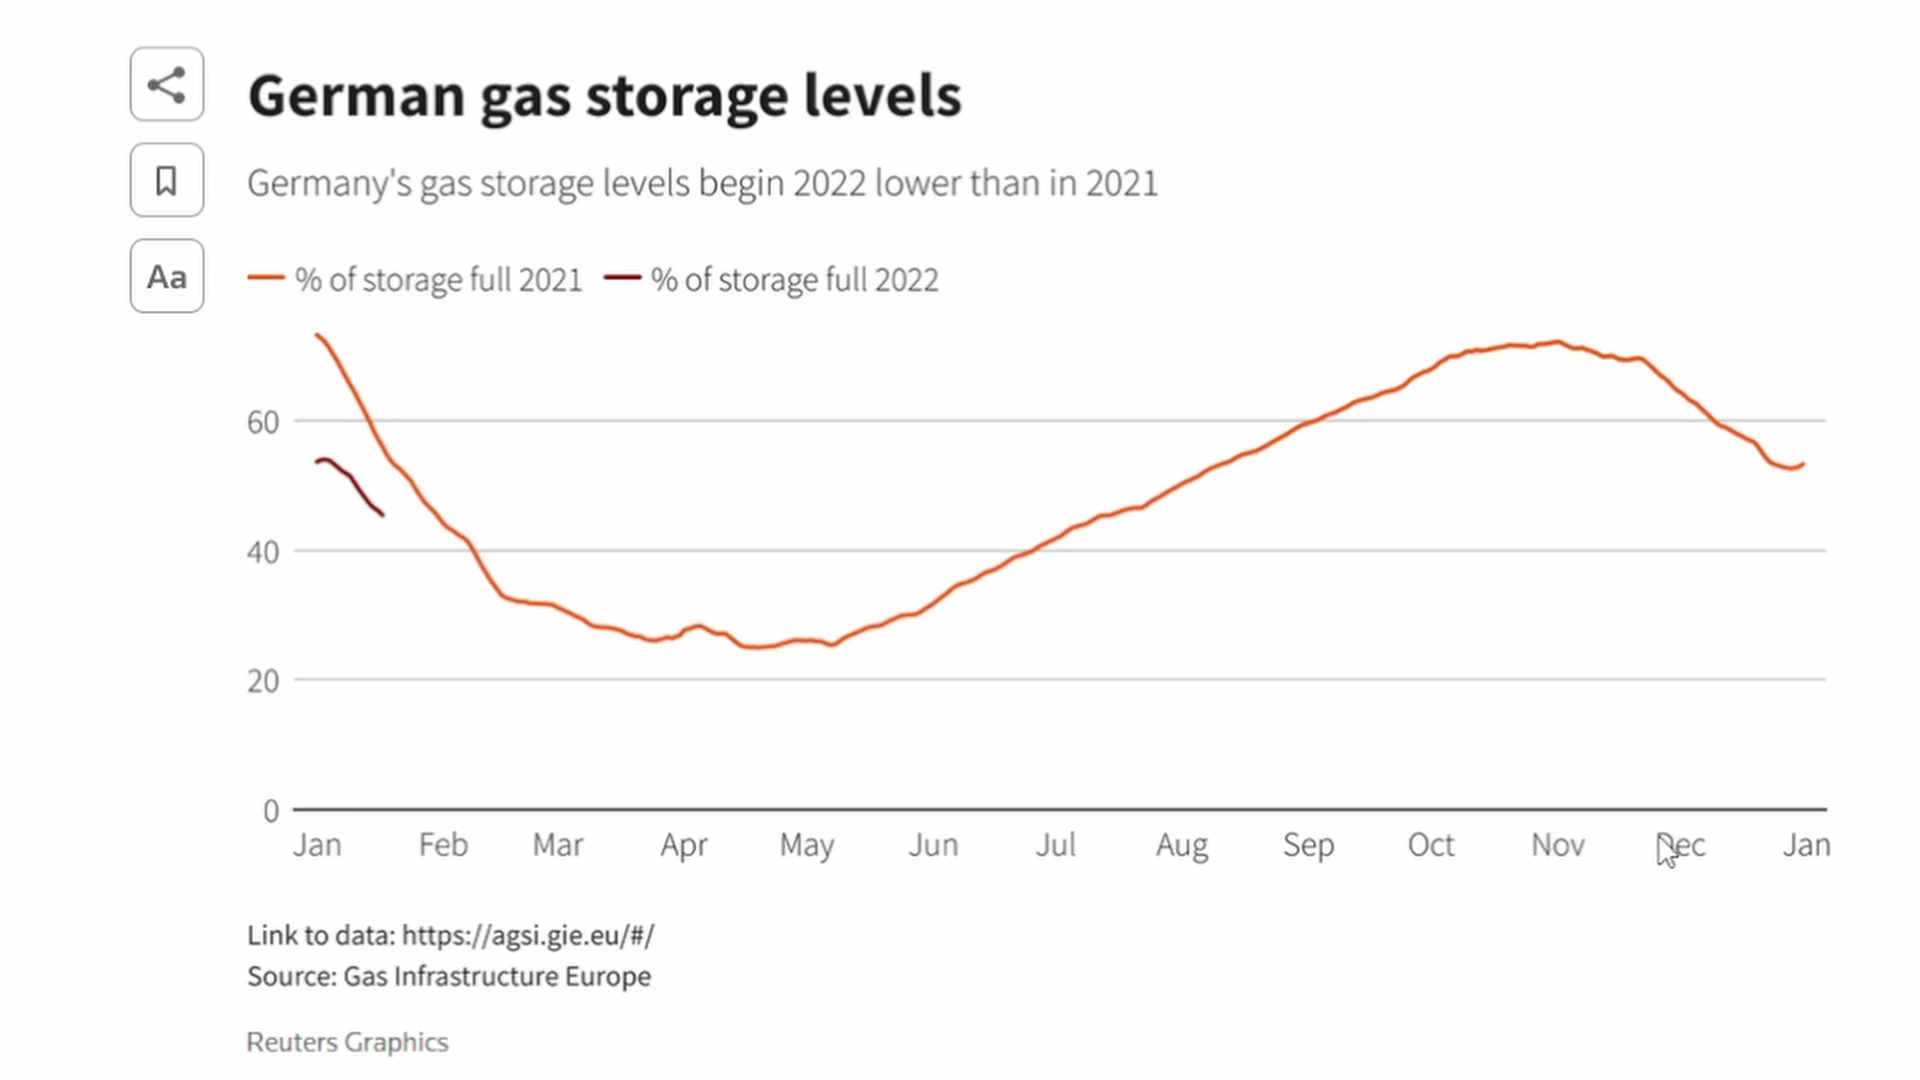 German gas storage levels
Germany's gas storage levels begin 2022 lower than in 2021
Aa
% of storage full 2021 % of storage full 2022
60
40
20
0
Jan Feb Mar Apr May Jun Jul Aug Sep Oct Nov Dec Jan
Link to data: https://agsi.gie.eu/#/
Source: Gas Infrastructure Europe
Reuters Graphics